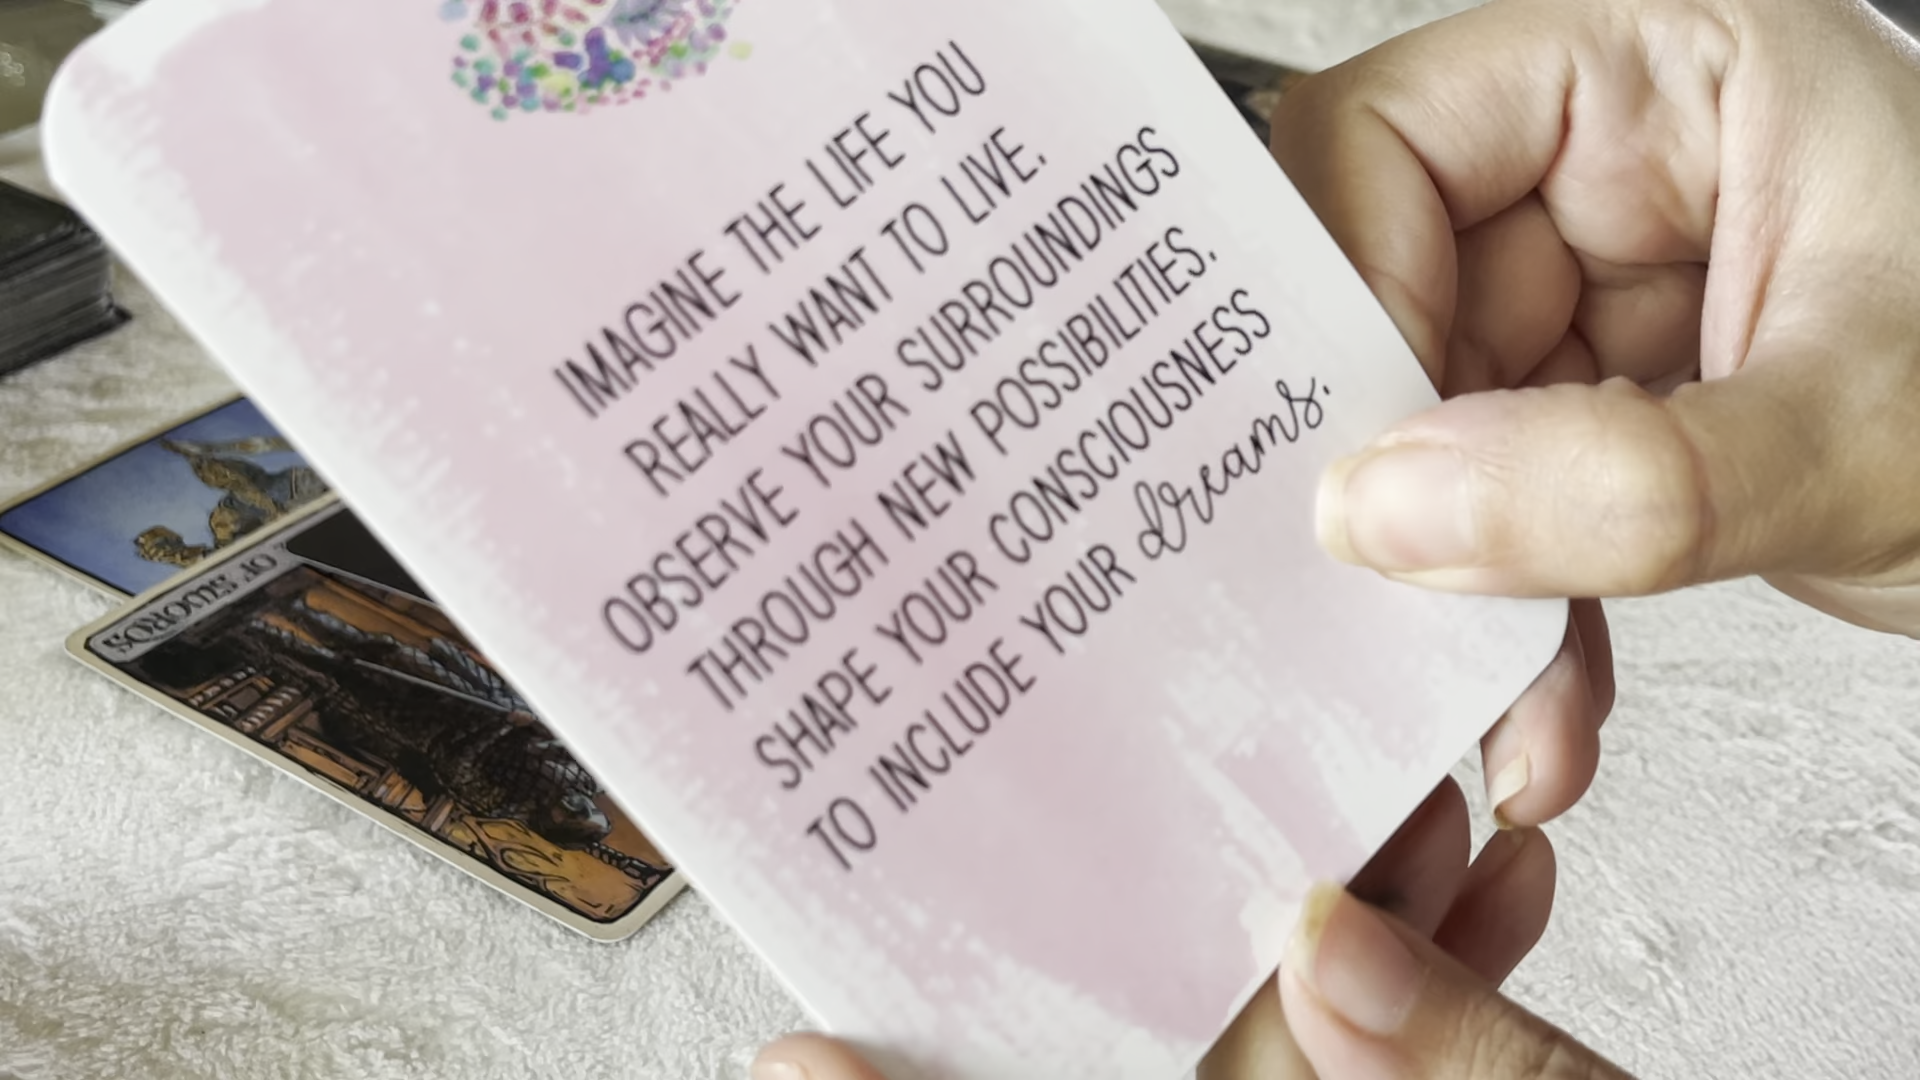 IMAGINE THE LIFE YOU
REALLY WANT TO LIVE.
OBSERVE YOUR SURROUNDINGS
THROUGH NEW POSSIBILITIES.
SHAPE YOUR CONSCIOUSNESS
TO INCLUDE YOUR dreams.
OF SWORDS